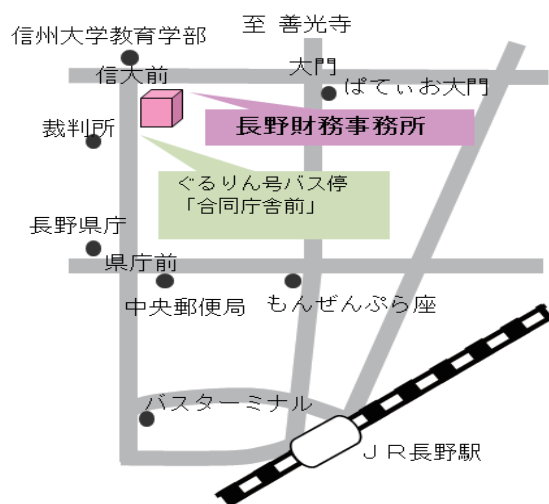 至 善光寺
信州大学教育学部
大門
信大前
ぱてぃお大門
長野財務事務所
裁判所
ぐるりん号バス停
「合同庁舎前」
長野県庁
県庁前
中央郵便局
もんぜんぷら座
バスターミナル
ＪＲ長野駅